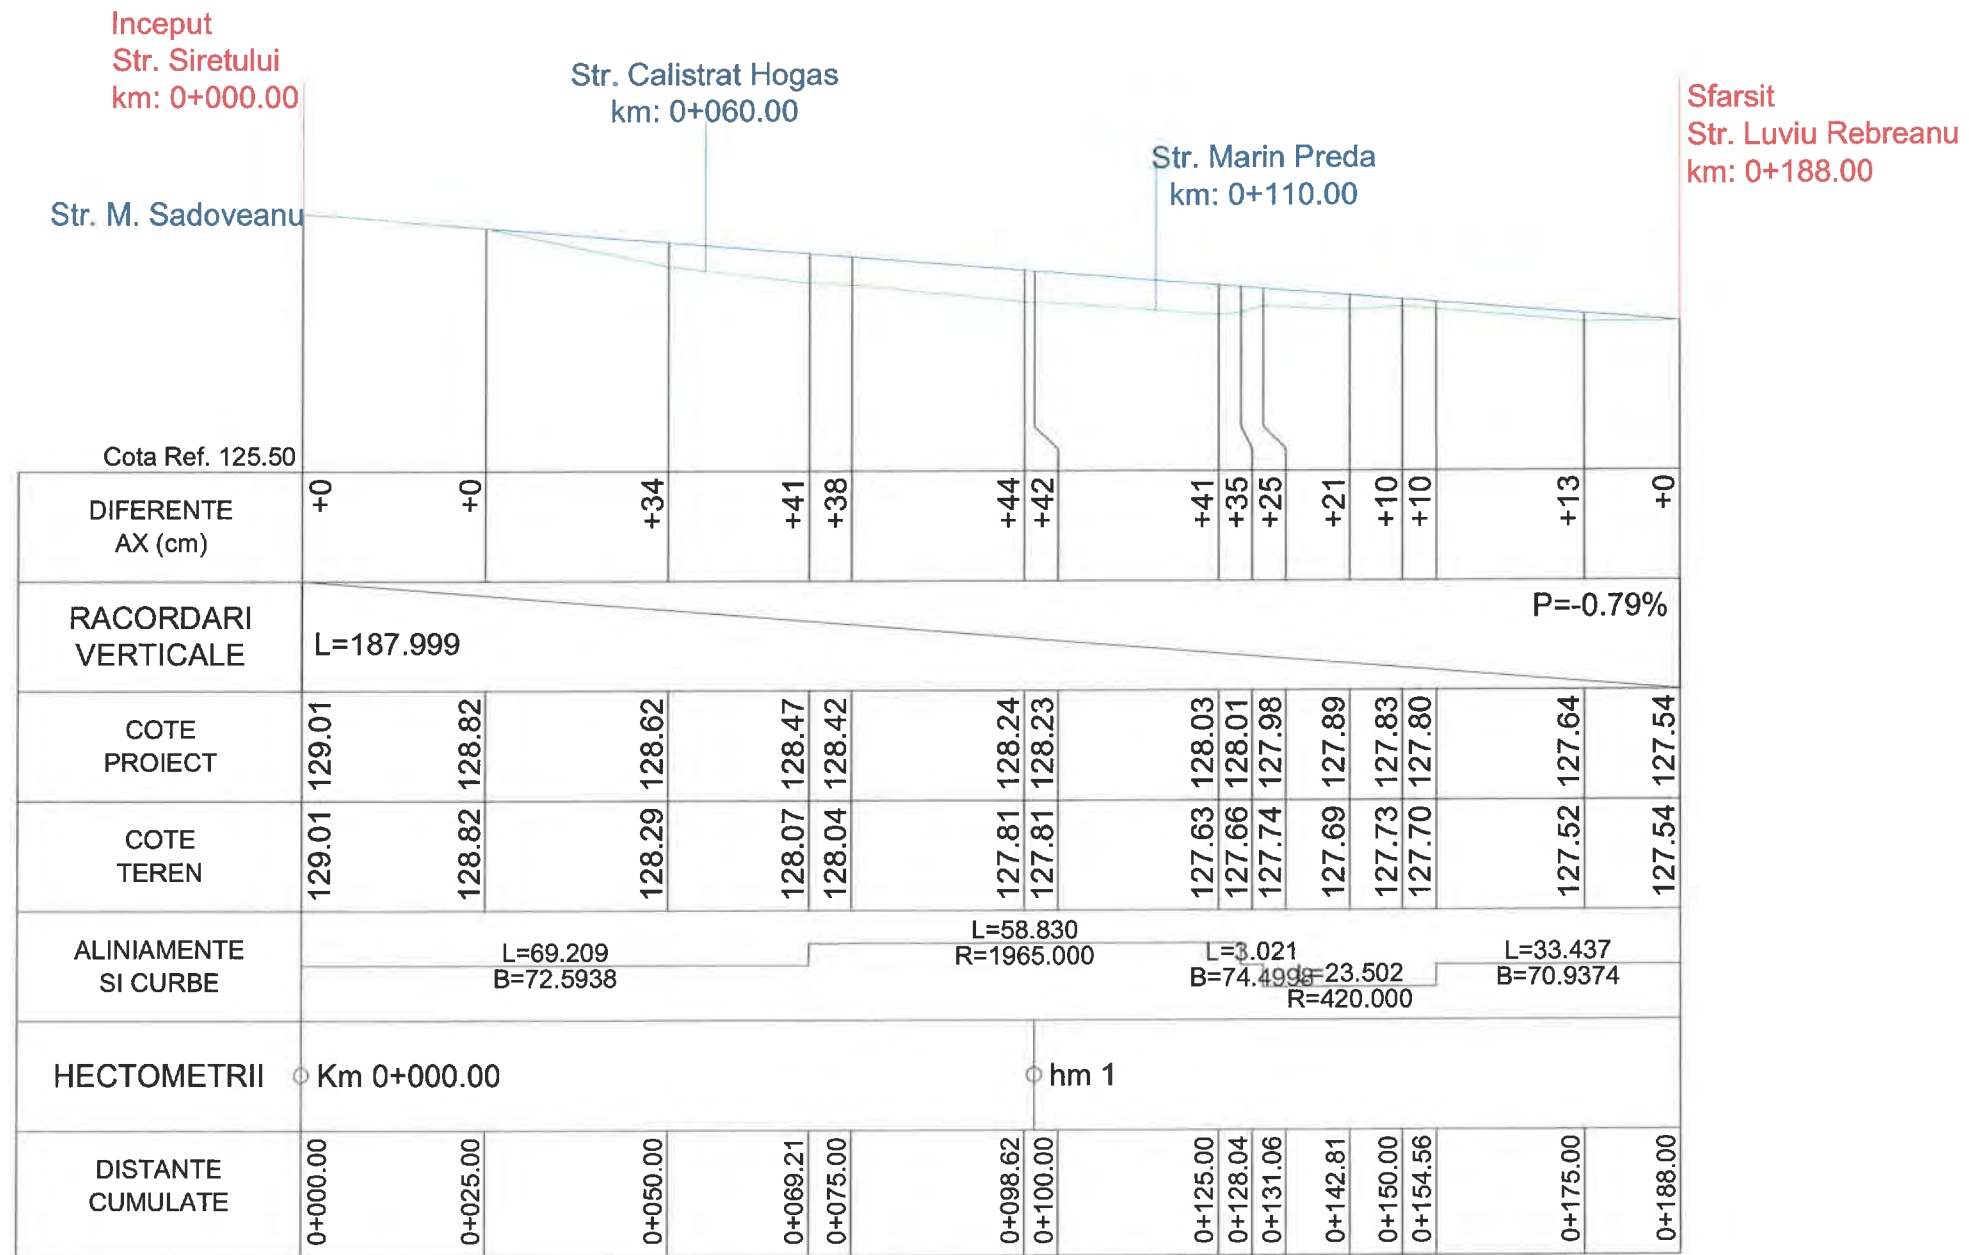 Inceput
Str. Siretului
km: 0+000.00
Str. Calistrat Hogas
km: 0+060.00
Str. Marin Preda
km: 0+110.00
Sfarsit
Str. Luviu Rebreanu
km: 0+188.00
Str. M. Sadoveanu
Cota Ref. 125.50
DIFERENTE
AX (cm)
+0 +0 +34 +41 +38 +44 +42 +41 +35 +25 +21 +10 +10 +13 +0
RACORDARI
VERTICALE
L=187.999
P=-0.79%
COTE
PROIECT
129.01 128.82 128.62 128.47 128.42 128.24 128.23 128.03 128.01 127.98 127.89 127.83 127.80 127.64 127.54
COTE
TEREN
129.01 128.82 128.29 128.07 128.04 127.81 127.81 127.63 127.66 127.74 127.69 127.73 127.70 127.52 127.54
ALINIAMENTE
SI CURBE
L=69.209
B=72.5938
L=58.830
R=1965.000
L=3.021
B=74.4998
L=23.502
R=420.000
L=33.437
B=70.9374
HECTOMETRII
Km 0+000.00
hm 1
DISTANTE
CUMULATE
0+000.00 0+025.00 0+050.00 0+069.21 0+075.00 0+098.62 0+100.00 0+125.00 0+128.04 0+131.06 0+142.81 0+150.00 0+154.56 0+175.00 0+188.00